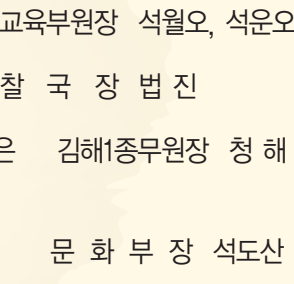 교육부원장 석월오, 석운오
찰 국 장 법 진
은 김해1종무원장 청 해
문 화 부 장 석도산